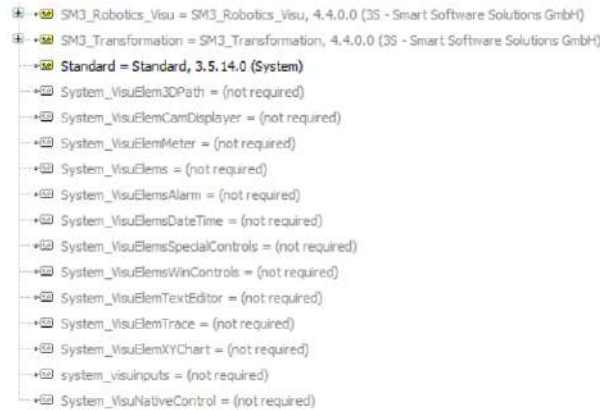 SM3_Robotics_Visu = SM3_Robotics_Visu, 4.4.0.0 (3S - Smart Software Solutions GmbH)
SM3_Transformation = SM3_Transformation, 4.4.0.0 (3S - Smart Software Solutions GmbH)
Standard = Standard, 3.5.14.0 (System)
System_VisuElem3DPath = (not required)
System_VisuElemCamDisplayer = (not required)
System_VisuElemMeter = (not required)
System_VisuElems = (not required)
System_VisuElemsAlarm = (not required)
System_VisuElemsDateTime = (not required)
System_VisuElemsSpecialControls = (not required)
System_VisuElemsWinControls = (not required)
System_VisuElemTextEditor = (not required)
System_VisuElemTrace = (not required)
System_VisuElemXYChart = (not required)
system_visuinputs = (not required)
System_VisuNativeControl = (not required)